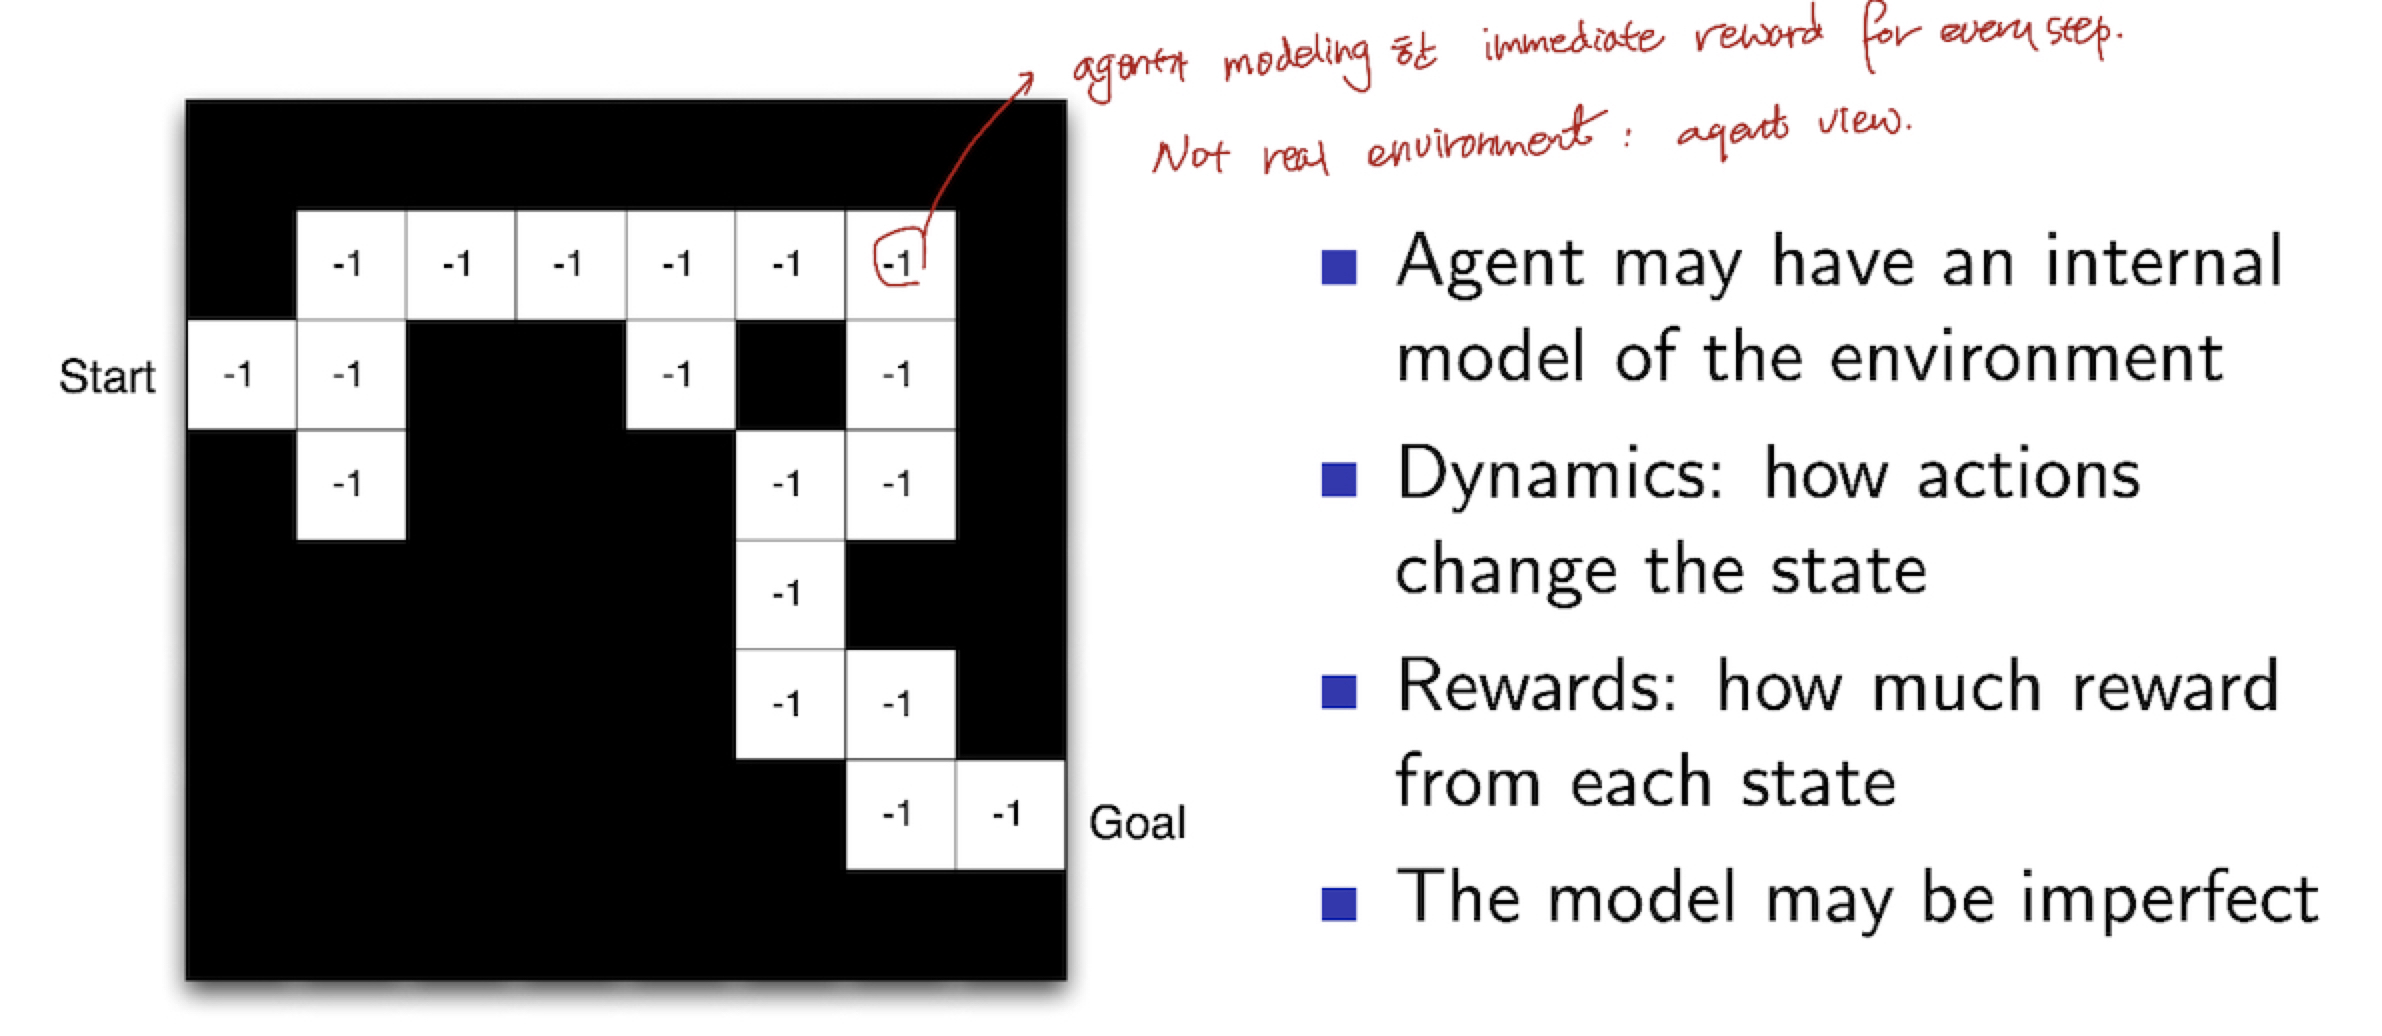 agent가 modeling 한 immediate reward for every step.
Not real environment : agent view.
-1 -1 -1 -1 -1 -1
Start -1 -1 -1 -1
-1 -1 -1
-1
-1 -1
-1 -1 Goal
Agent may have an internal
model of the environment
Dynamics: how actions
change the state
Rewards: how much reward
from each state
The model may be imperfect